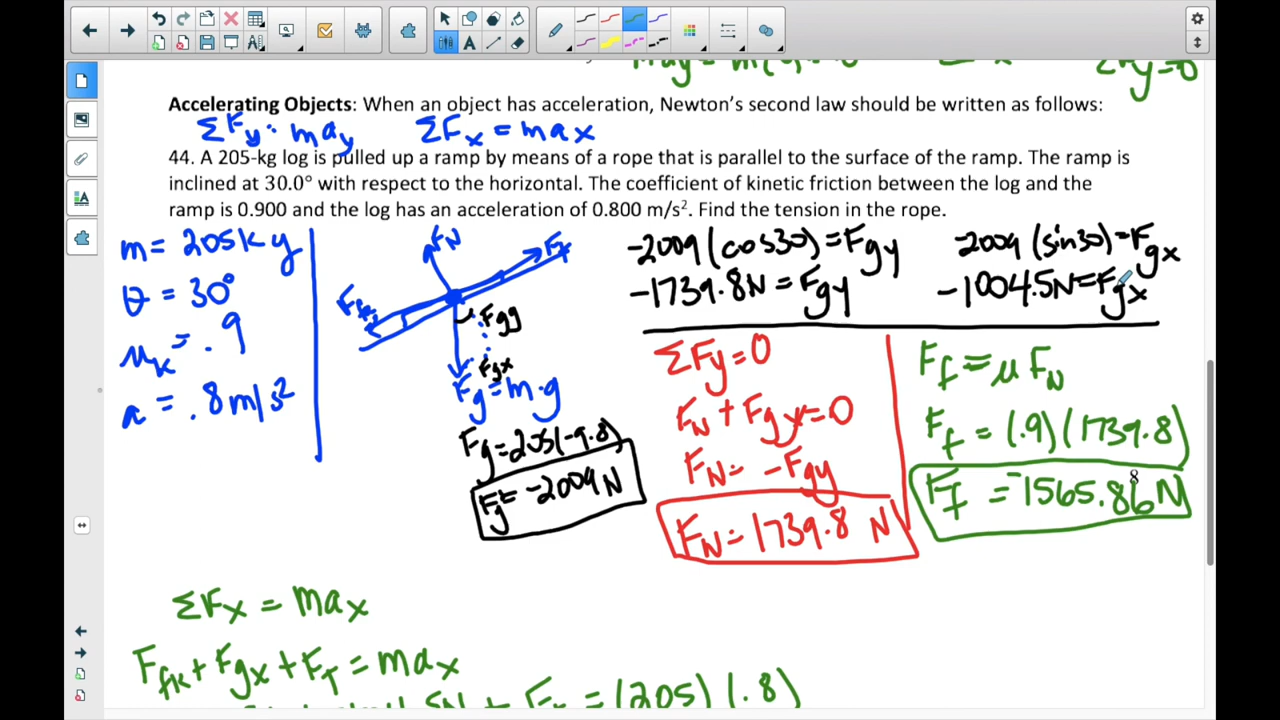 may = m
Accelerating Objects: When an object has acceleration, Newton's second law should be written as follows:
ΣFy = may ΣFx = max
44. A 205-kg log is pulled up a ramp by means of a rope that is parallel to the surface of the ramp. The ramp is
inclined at 30.0° with respect to the horizontal. The coefficient of kinetic friction between the log and the
ramp is 0.900 and the log has an acceleration of 0.800 m/s². Find the tension in the rope.
m = 205kg
θ = 30°
μk = .9
a = .8m/s²
FN
Fgy
Fgx
Fg = m·g
Fg = 205(-9.8)
Fg = -2009 N
-2009 (cos30) = Fgy
-1739.8N = Fgy
-2009 (sin30) = Fgx
-1004.5N = Fgx
ΣFy = 0
FN + Fgy = 0
FN = -Fgy
FN = 1739.8 N
Ff = μFN
Ff = (.9)(1739.8)
Ff = -1565.86N
8
ΣFx = max
Ffk + Fgx + FT = max
.5N + = (205)(.8)